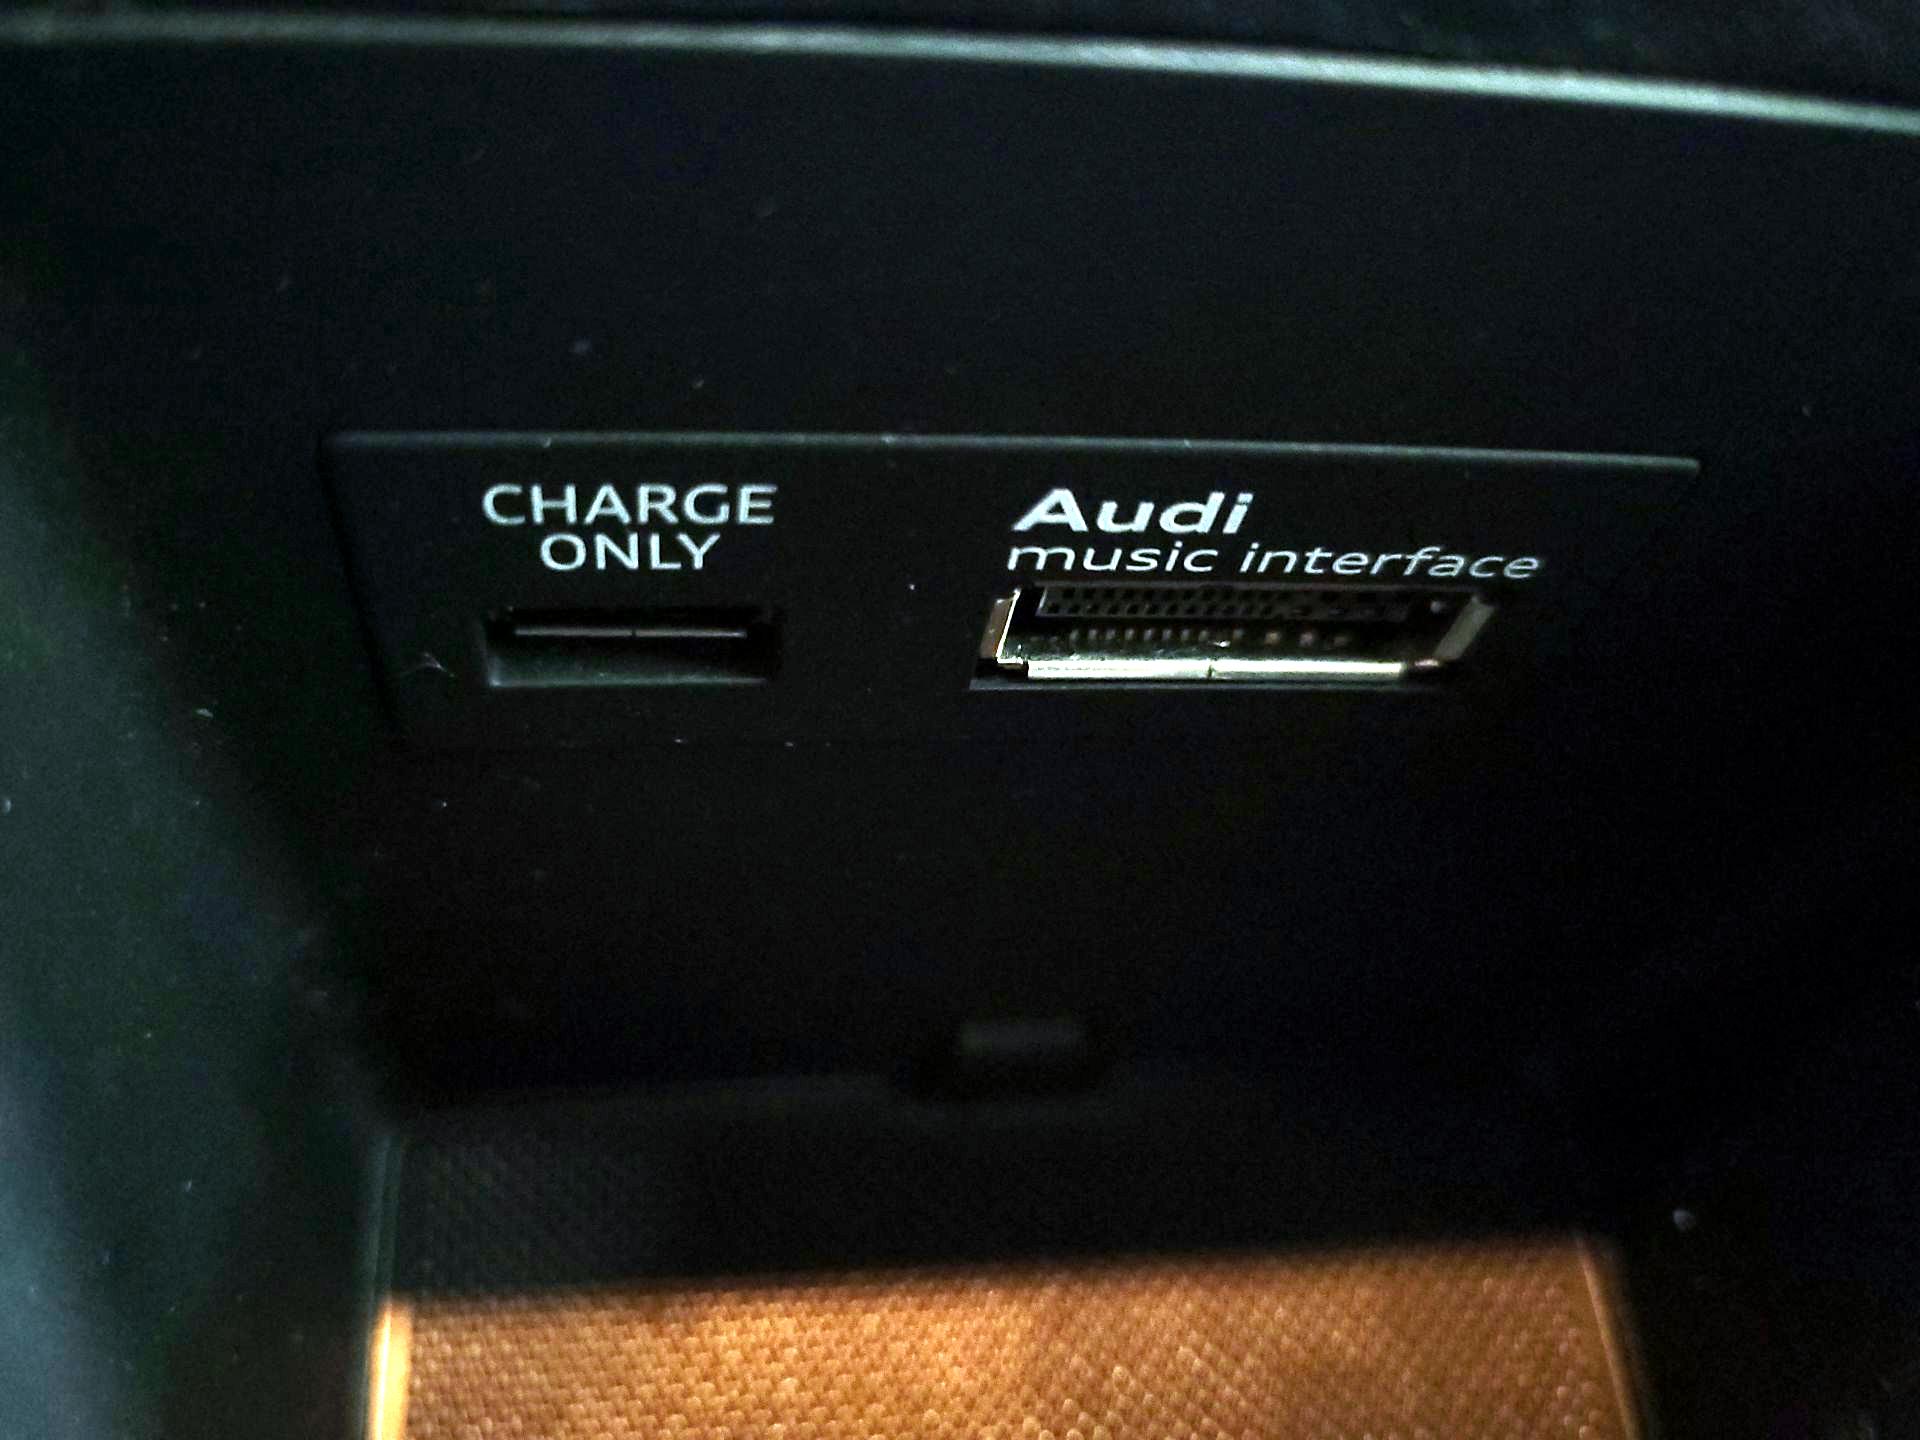 CHARGE
ONLY
Audi
music interface